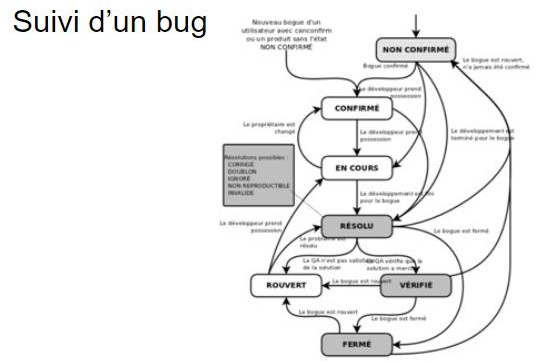 Suivi d'un bug
Nouveau bogue d'un
utilisateur avec canconfirm
ou un produit sans l'état
NON CONFIRMÉ
NON CONFIRMÉ
Le bogue est rouvert,
n'a jamais été confirmé
Bogue confirmé
Le développeur prend
possession
CONFIRMÉ
Le propriétaire est
changé
Le développeur prend
possession
Le développement est
terminé pour le bogue
Résolutions possibles :
CORRIGÉ
DOUBLON
IGNORÉ
NON REPRODUCTIBLE
INVALIDE
EN COURS
Le développement est fini
pour le bogue
Le développeur prend
possession
RÉSOLU
Le bogue est fermé
Le problème est
résolu
La QA n'est pas satisfaite
de la solution
La QA vérifie que la
solution a marché
ROUVERT
Le bogue est rouvert
VÉRIFIÉ
Le bogue est rouvert
Le bogue est fermé
FERMÉ